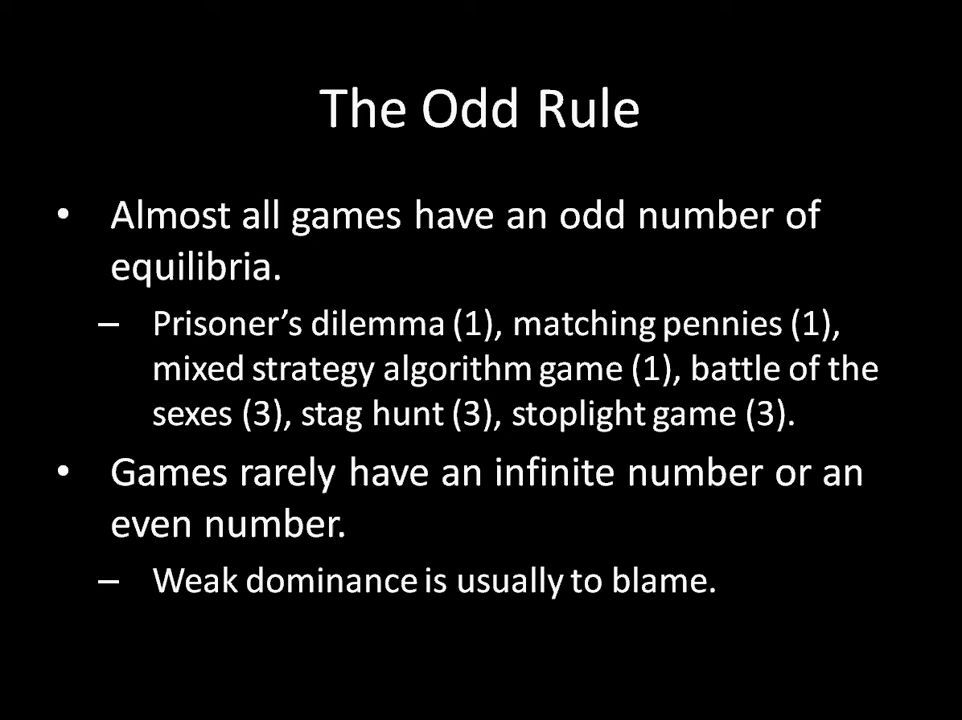 The Odd Rule
• Almost all games have an odd number of
equilibria.
– Prisoner’s dilemma (1), matching pennies (1),
mixed strategy algorithm game (1), battle of the
sexes (3), stag hunt (3), stoplight game (3).
• Games rarely have an infinite number or an
even number.
– Weak dominance is usually to blame.